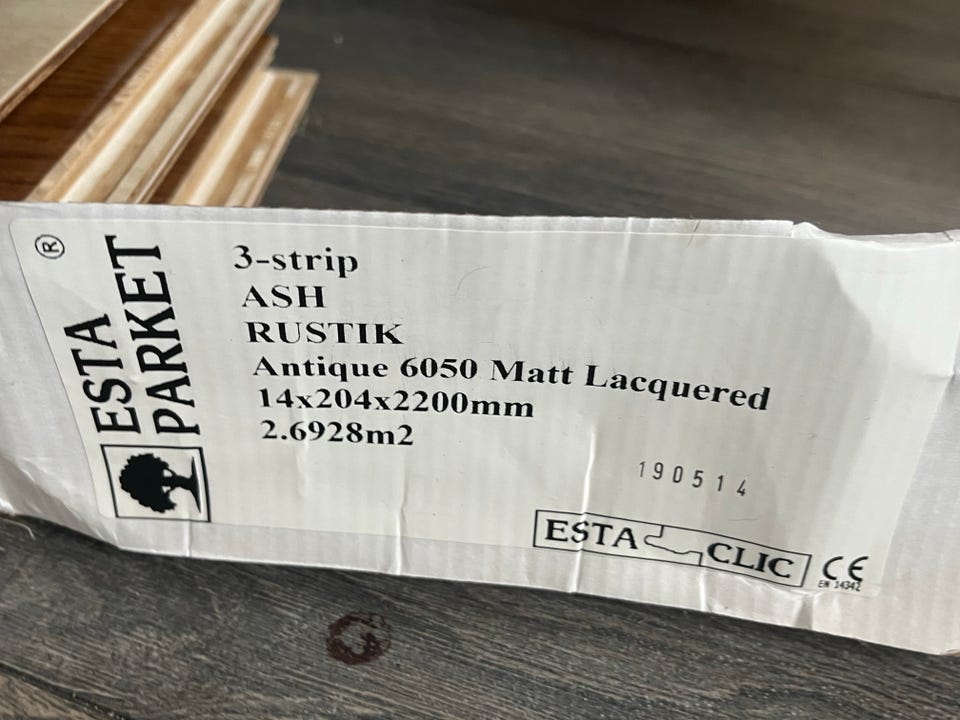 ®
ESTA
PARKET
3-strip
ASH
RUSTIK
Antique 6050 Matt Lacquered
14x204x2200mm
2.6928m2
190514
ESTA CLIC
CE
EN 14342